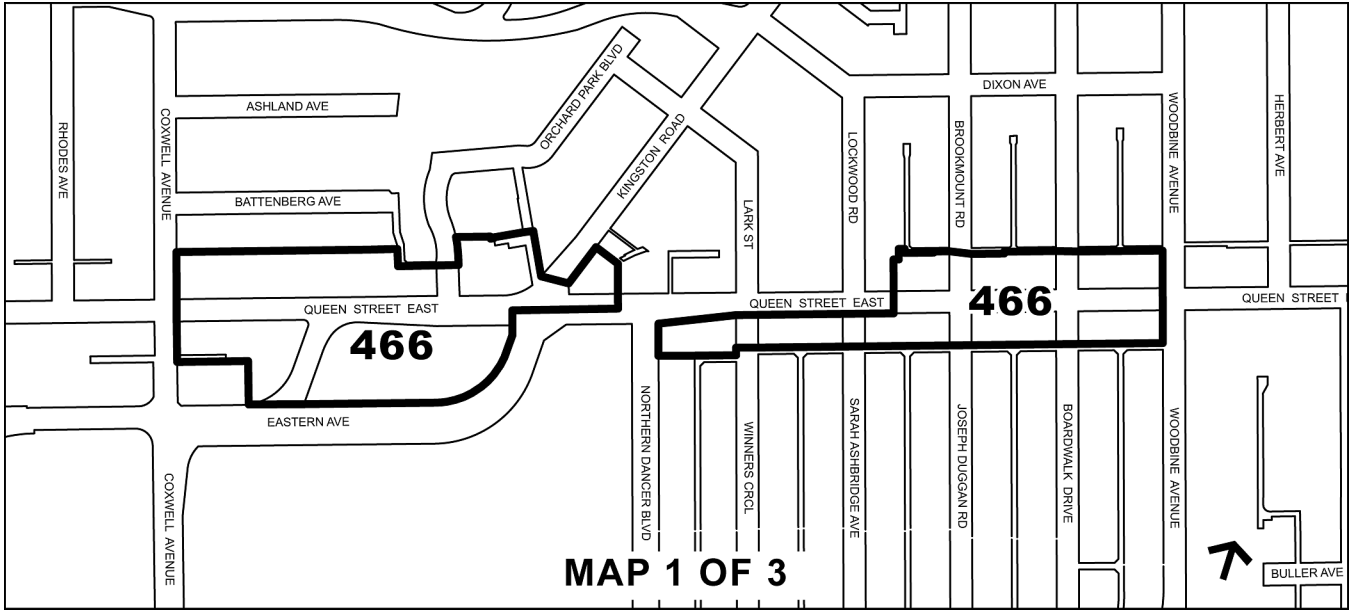 DIXON AVE
ORCHARD PARK BLVD
ASHLAND AVE
KINGSTON ROAD
RHODES AVE
COXWELL AVENUE
LOCKWOOD RD
BROOKMOUNT RD
WOODBINE AVENUE
HERBERT AVE
BATTENBERG AVE
LARK ST
QUEEN STREET EAST
QUEEN STREET EAST
466
QUEEN STREET
466
EASTERN AVE
NORTHERN DANCER BLVD
WINNERS CRCL
SARAH ASHBRIDGE AVE
JOSEPH DUGGAN RD
BOARDWALK DRIVE
WOODBINE AVENUE
COXWELL AVENUE
MAP 1 OF 3
BULLER AVE